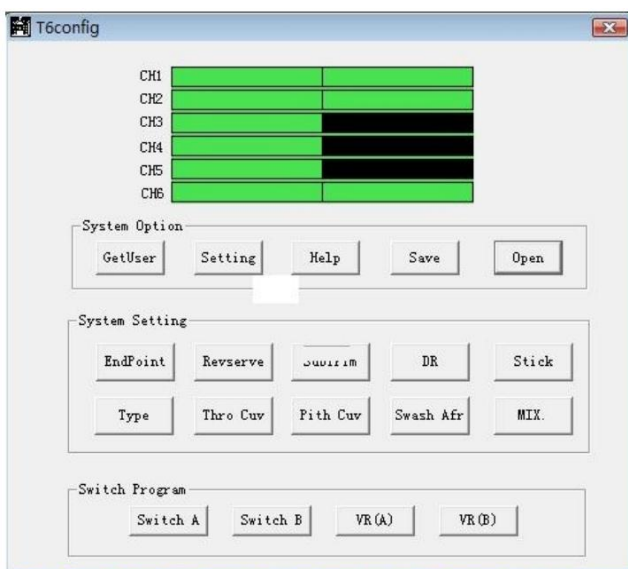 T6config
CH1
CH2
CH3
CH4
CH5
CH6
System Option
GetUser Setting Help Save Open
System Setting
EndPoint Revserve DR Stick
Type Thro Cuv Pith Cuv Swash Afr MIX.
Switch Program
Switch A Switch B VR(A) VR(B)